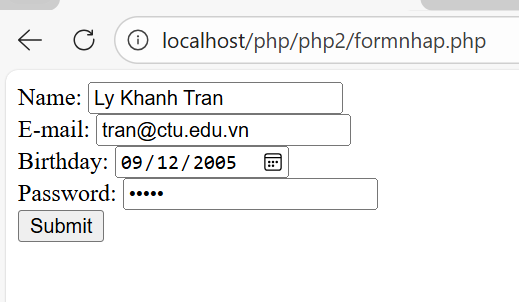 localhost/php/php2/formnhap.php
Name: Ly Khanh Tran
E-mail: tran@ctu.edu.vn
Birthday: 09/12/2005
Password: •••••
Submit